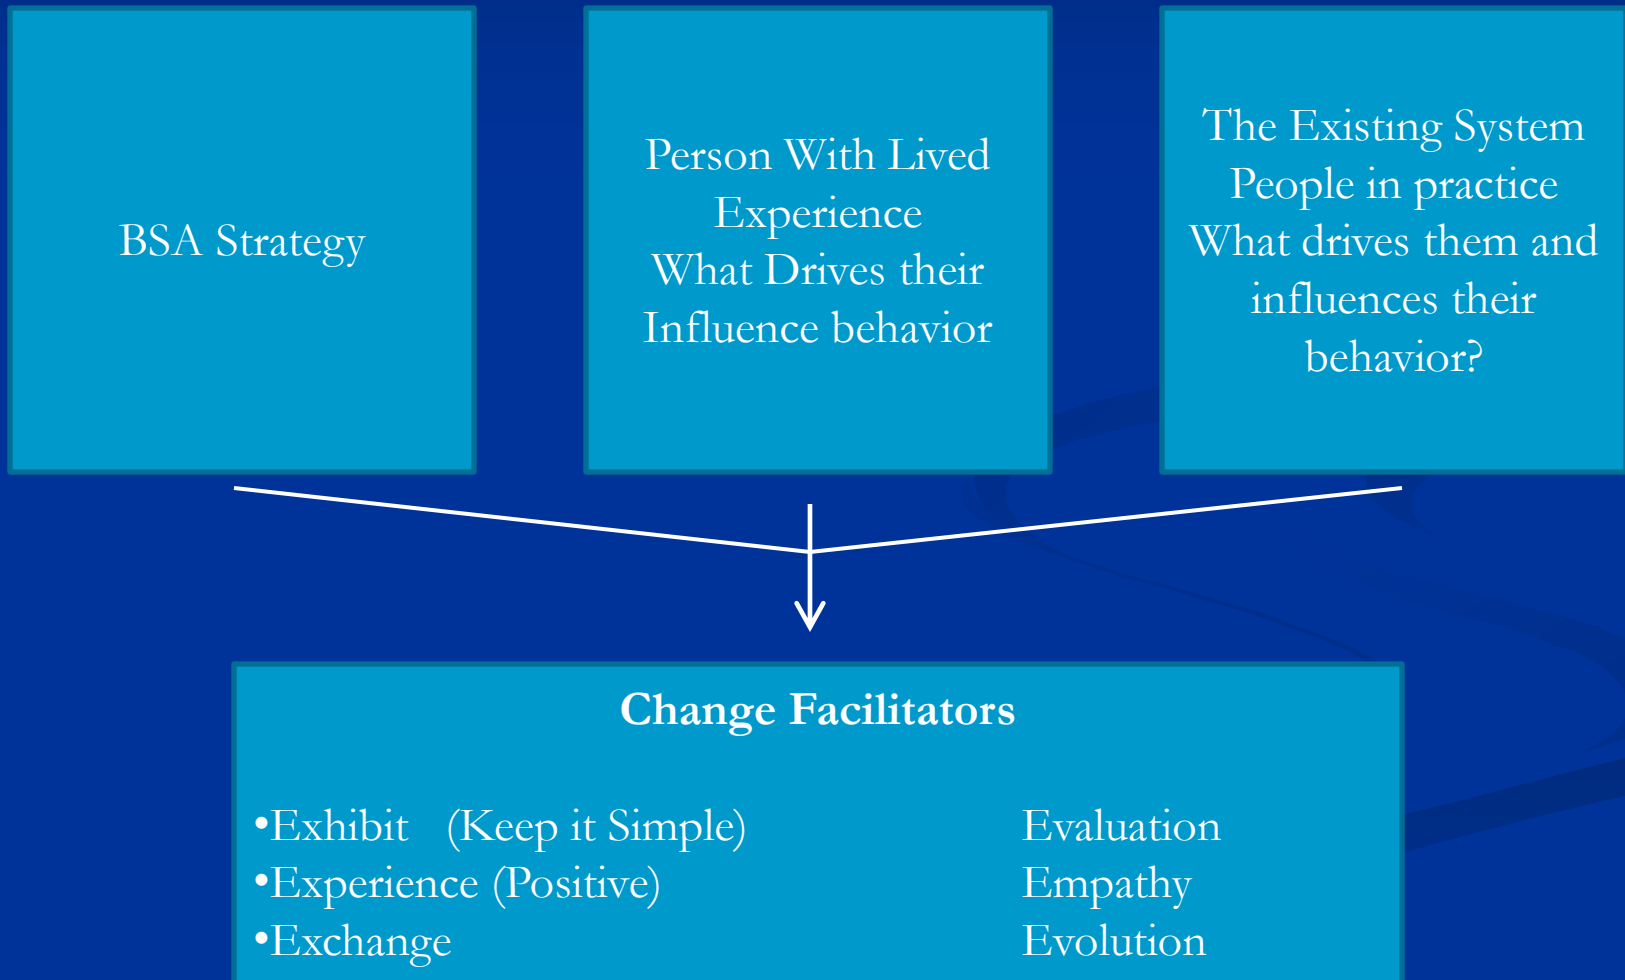 BSA Strategy
Person With Lived
Experience
What Drives their
Influence behavior
The Existing System
People in practice
What drives them and
influences their
behavior?
Change Facilitators
•Exhibit (Keep it Simple) Evaluation
•Experience (Positive) Empathy
•Exchange Evolution